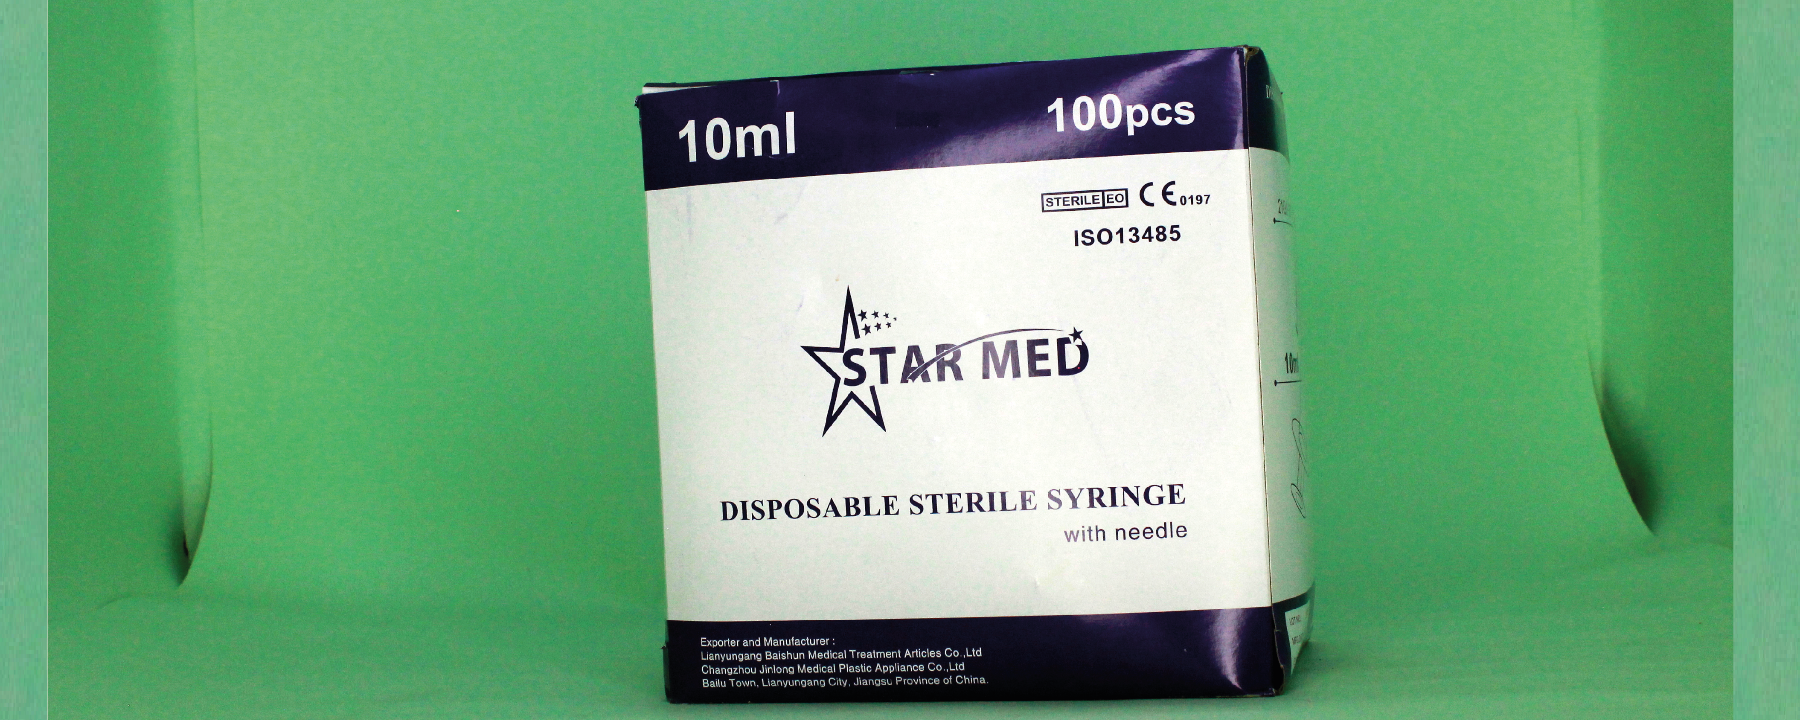 10ml
100pcs
STERILE EO CE 0197
ISO13485
STAR MED
DISPOSABLE STERILE SYRINGE
with needle
Exporter and Manufacturer :
Lianyungang Baishun Medical Treatment Articles Co.,Ltd
Changzhou Jinlong Medical Plastic Appliance Co.,Ltd
Bailu Town, Lianyungang City, Jiangsu Province of China.